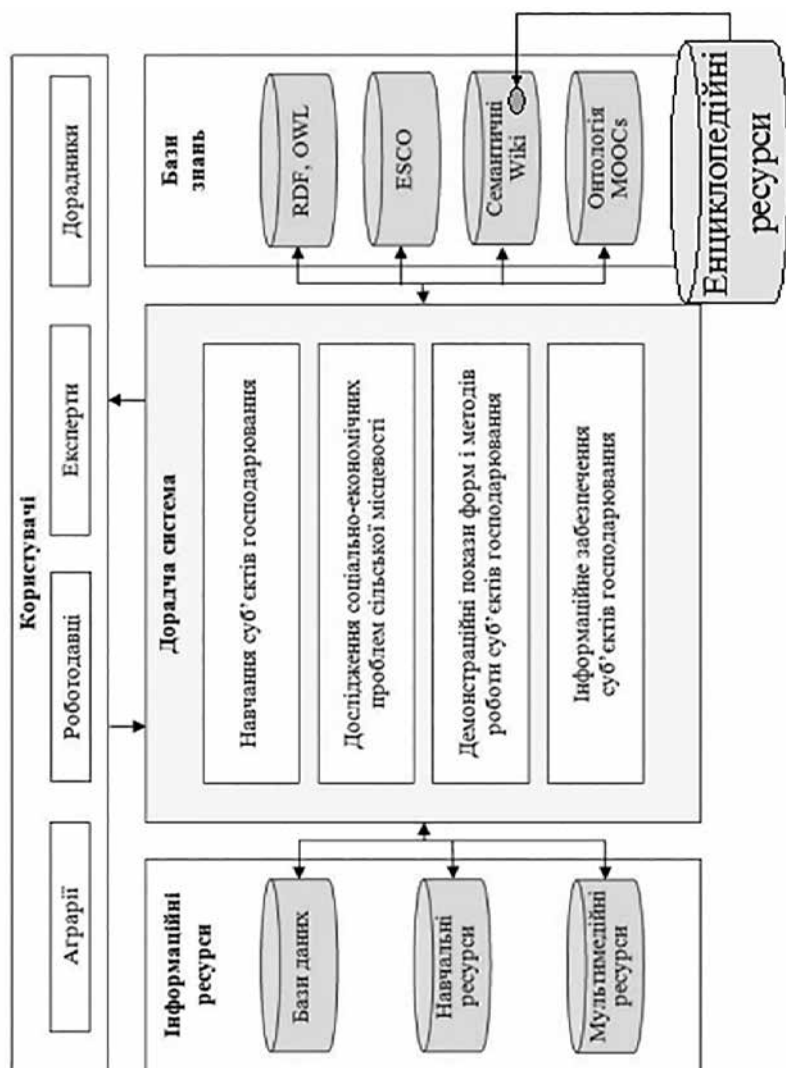 Користувачі
Аграрії
Роботодавці
Експерти
Дорадники
Інформаційні
ресурси
Бази даних
Навчальні
ресурси
Мультимедійні
ресурси
Дорадча система
Навчання суб’єктів господарювання
Дослідження соціально-економічних
проблем сільської місцевості
Демонстраційні покази форм і методів
роботи суб’єктів господарювання
Інформаційне забезпечення
суб’єктів господарювання
Бази
знань
RDF, OWL
ESCO
Семантичні
Wiki
Онтологія
MOOCs
Енциклопедійні
ресурси